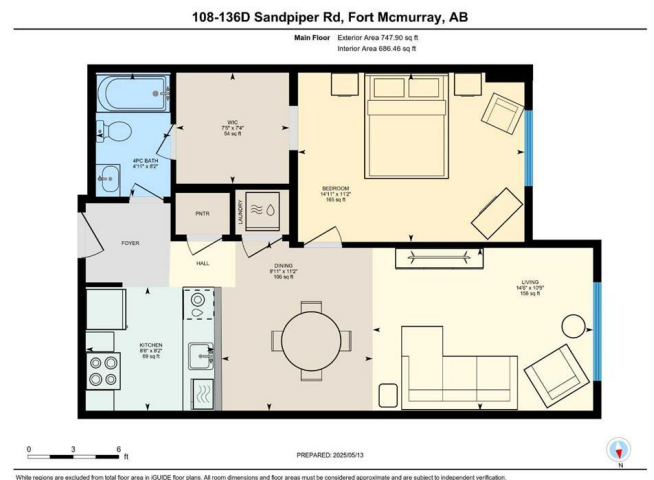 108-136D Sandpiper Rd, Fort Mcmurray, AB
Main Floor Exterior Area 747.90 sq ft
Interior Area 686.46 sq ft
WIC
7'5" x 7'4"
54 sq ft
4PC BATH
4'11" x 8'2"
BEDROOM
14'11" x 11'2"
165 sq ft
LAUNDRY
PNTR
FOYER
HALL
DINING
9'11" x 11'2"
106 sq ft
LIVING
14'6" x 10'9"
156 sq ft
KITCHEN
8'6" x 8'2"
69 sq ft
0 3 6
ft
PREPARED: 2025/05/13
N
White regions are excluded from total floor area in iGUIDE floor plans. All room dimensions and floor areas must be considered approximate and are subject to independent verification.